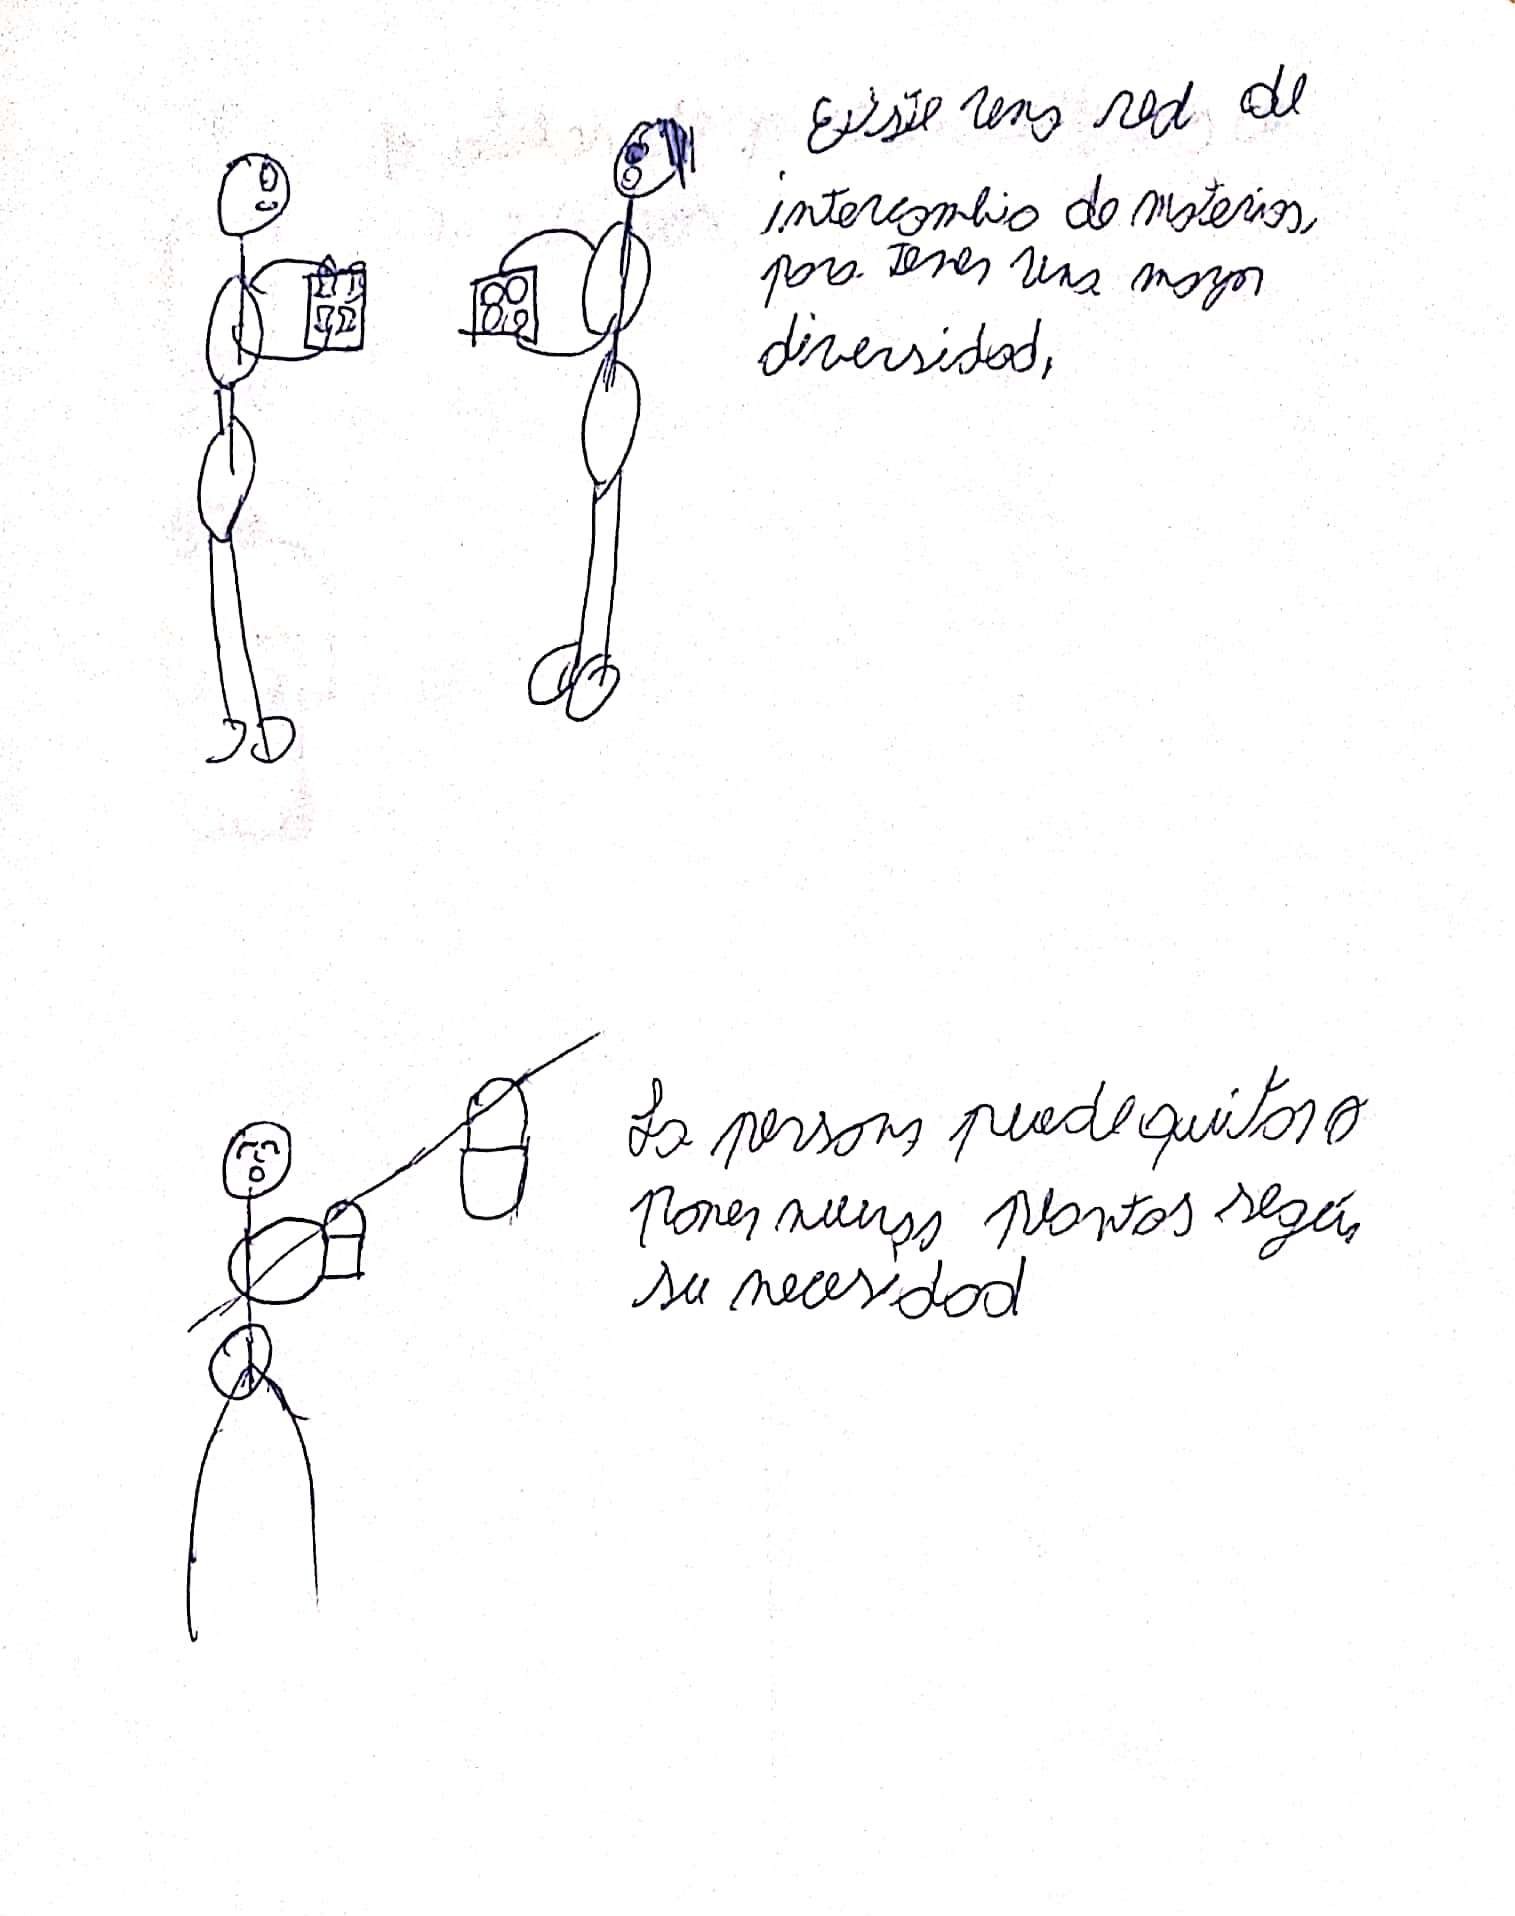 Existe una red de
intercambio de materias,
para tener una mayor
diversidad,
La persona puede quitar o
poner nuevas plantas según
su necesidad